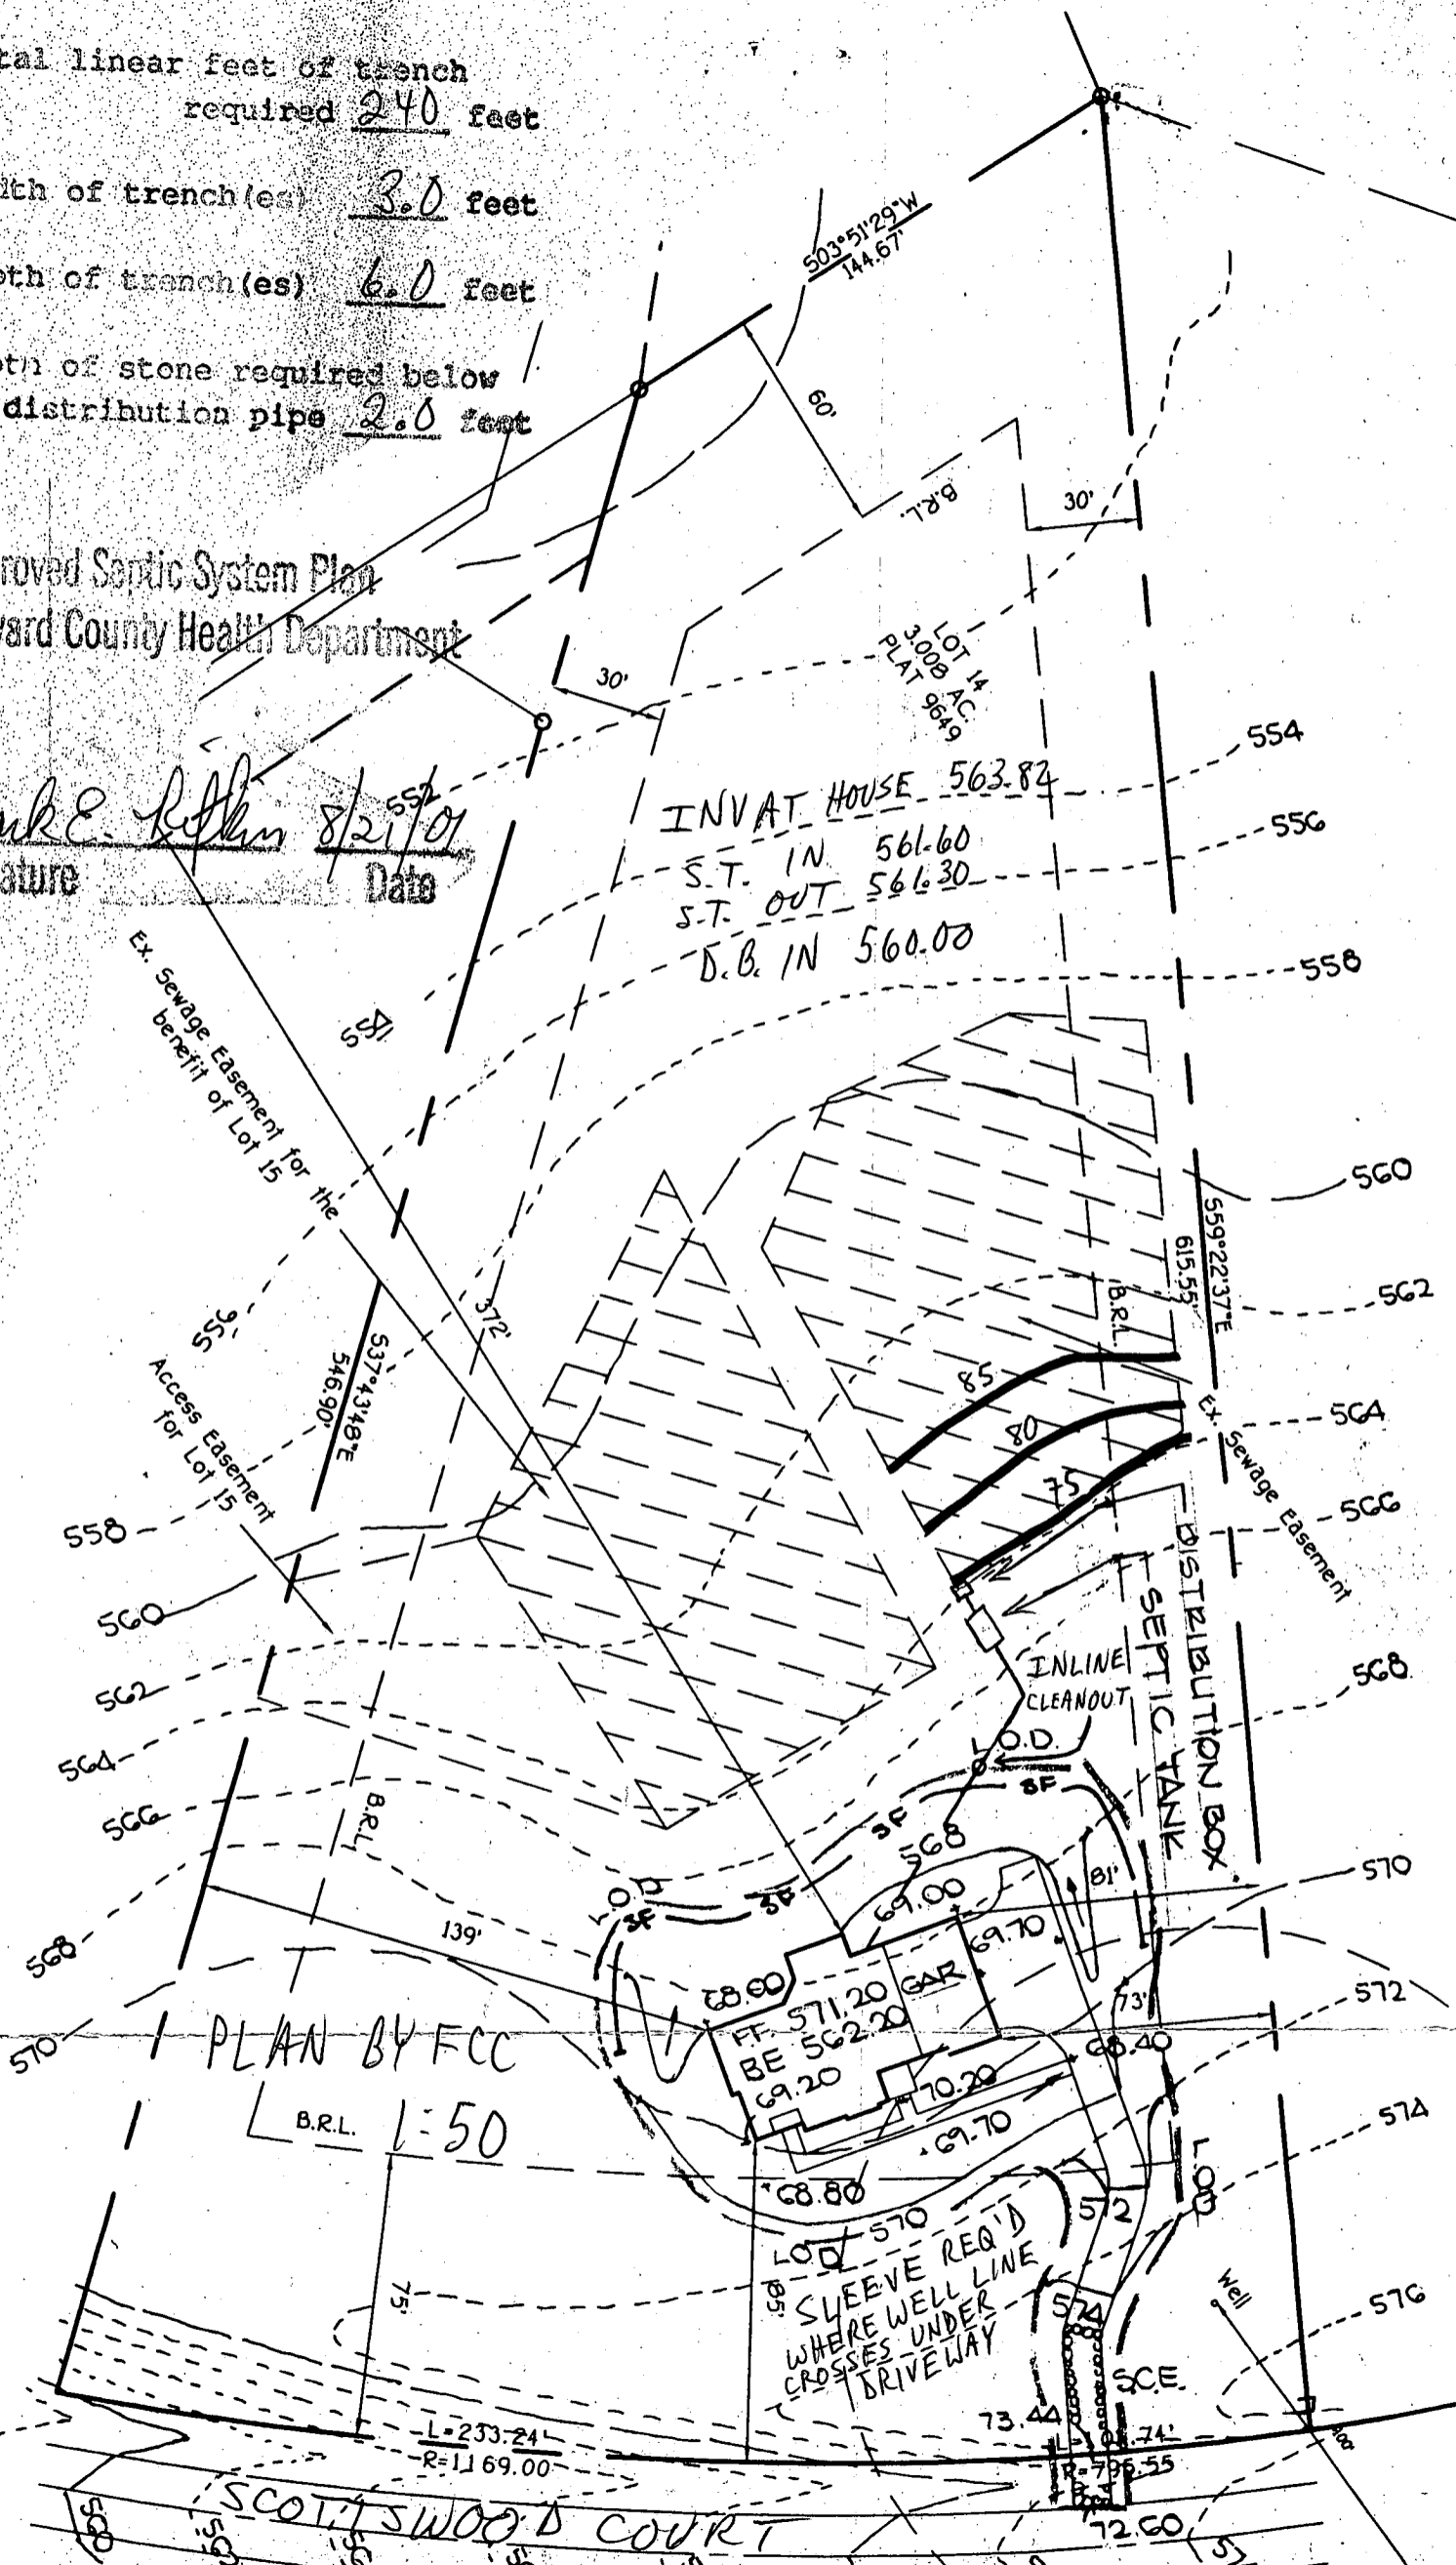 tal linear feet of trench
required 240 feet
dth of trench(es) 3.0 feet
pth of trench(es) 6.0 feet
pth of stone required below
distribution pipe 2.0 feet
roved Septic System Plan
ward County Health Department
8/21/01
ature Date
S03°51'29"W
144.67'
60'
B.R.L.
30'
30'
LOT 14
3.008 AC.
PLAT 9649
552
554
556
558
560
562
564
566
568
570
572
574
576
INV AT HOUSE 563.82
S.T. IN 561.60
S.T. OUT 561.30
D.B. IN 560.00
Ex. Sewage Easement for the
benefit of Lot 15
554
556
558
560
562
564
566
568
570
Access Easement
for Lot 15
S37°43'48"E
546.90'
372'
S59°22'37"E
615.55'
B.R.L.
85
80
75
Ex. Sewage Easement
DISTRIBUTION BOX
SEPTIC TANK
INLINE
CLEANOUT
L.O.D.
SF
SF
568
L.O.D.
SF
SF
B.R.L.
139'
81'
69.00
69.70
68.60
FF. 571.20 GAR
BE 562.20
69.20
70.20
69.70
68.80
73'
68.40
PLAN BY FCC
B.R.L. 1=50
L.O.D.
570
572
L.O.D.
SLEEVE REQ'D
WHERE WELL LINE
CROSSES UNDER
DRIVEWAY
75'
85'
574
Well
S.C.E.
73.44
L=233.24'
R=1169.00
R=795.55
72.60
SCOTTSWOOD COURT